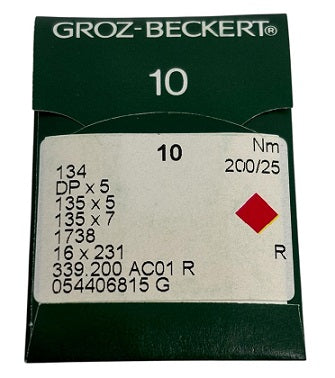 GROZ-BECKERT®
10
10
Nm
200/25
134
DP x 5
135 x 5
135 x 7
1738
16 x 231
R
339.200 AC01 R
054406815 G